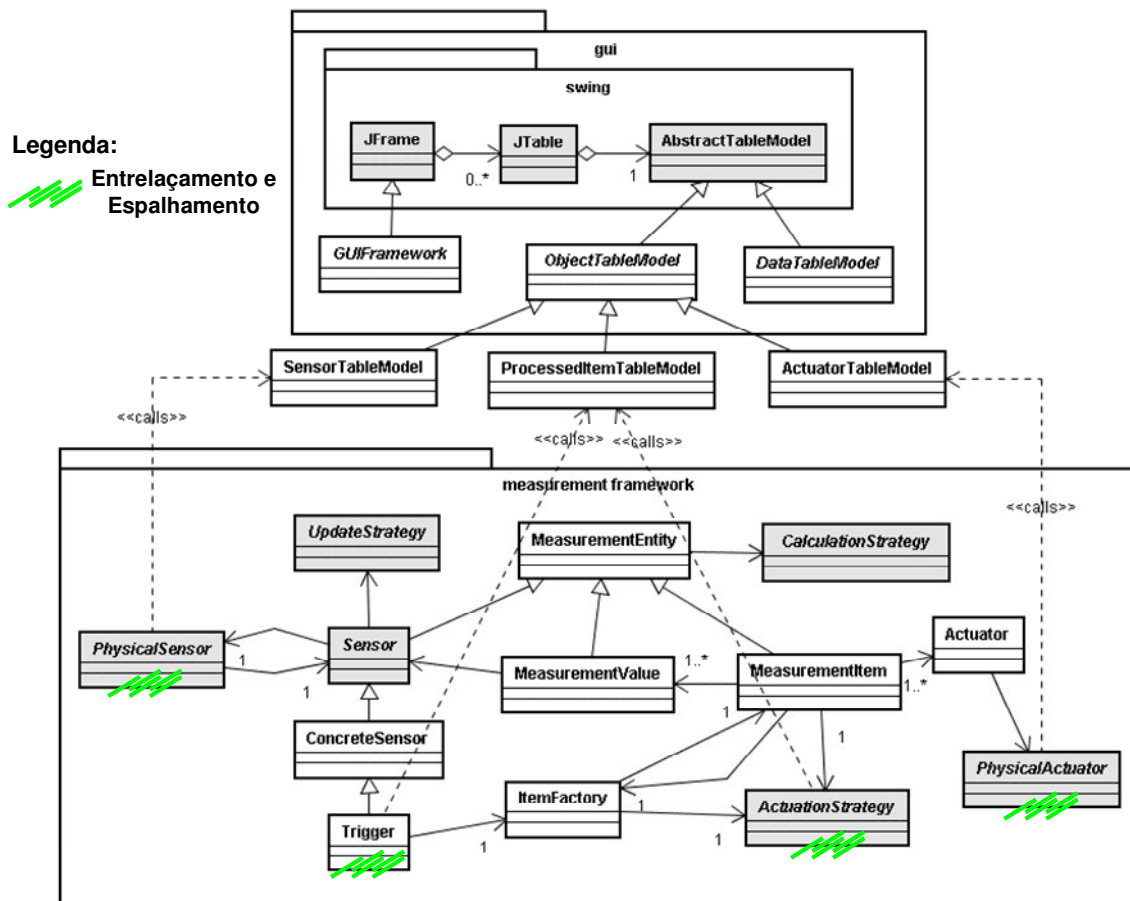 gui
swing
Legenda:
Entrelaçamento e
Espalhamento
JFrame
JTable
AbstractTableModel
0..*
1
GUIFramework
ObjectTableModel
DataTableModel
SensorTableModel
ProcessedItemTableModel
ActuatorTableModel
<<calls>>
<<calls>>
<<calls>>
<<calls>>
measurement framework
UpdateStrategy
MeasurementEntity
CalculationStrategy
PhysicalSensor
1
1
Sensor
MeasurementValue
1..*
MeasurementItem
1..*
Actuator
ConcreteSensor
1
1
PhysicalActuator
ItemFactory
1
ActuationStrategy
Trigger
1
1